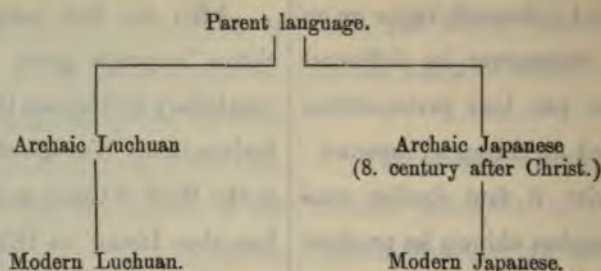 Parent language.
Archaic Luchuan
Archaic Japanese
(8. century after Christ.)
Modern Luchuan.
Modern Japanese.